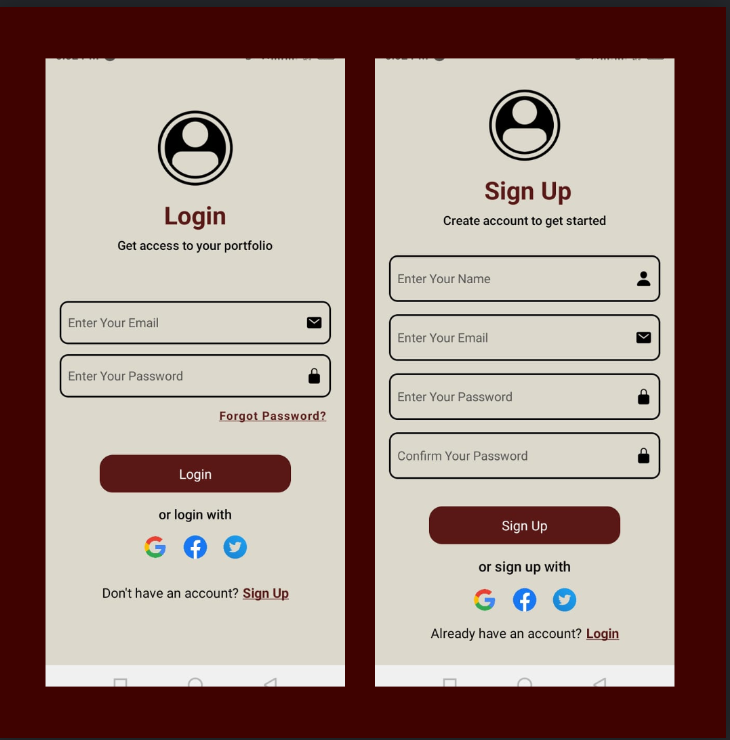 Login
Get access to your portfolio
Enter Your Email
Enter Your Password
Forgot Password?
Login
or login with
Don't have an account? Sign Up
Sign Up
Create account to get started
Enter Your Name
Enter Your Email
Enter Your Password
Confirm Your Password
Sign Up
or sign up with
Already have an account? Login